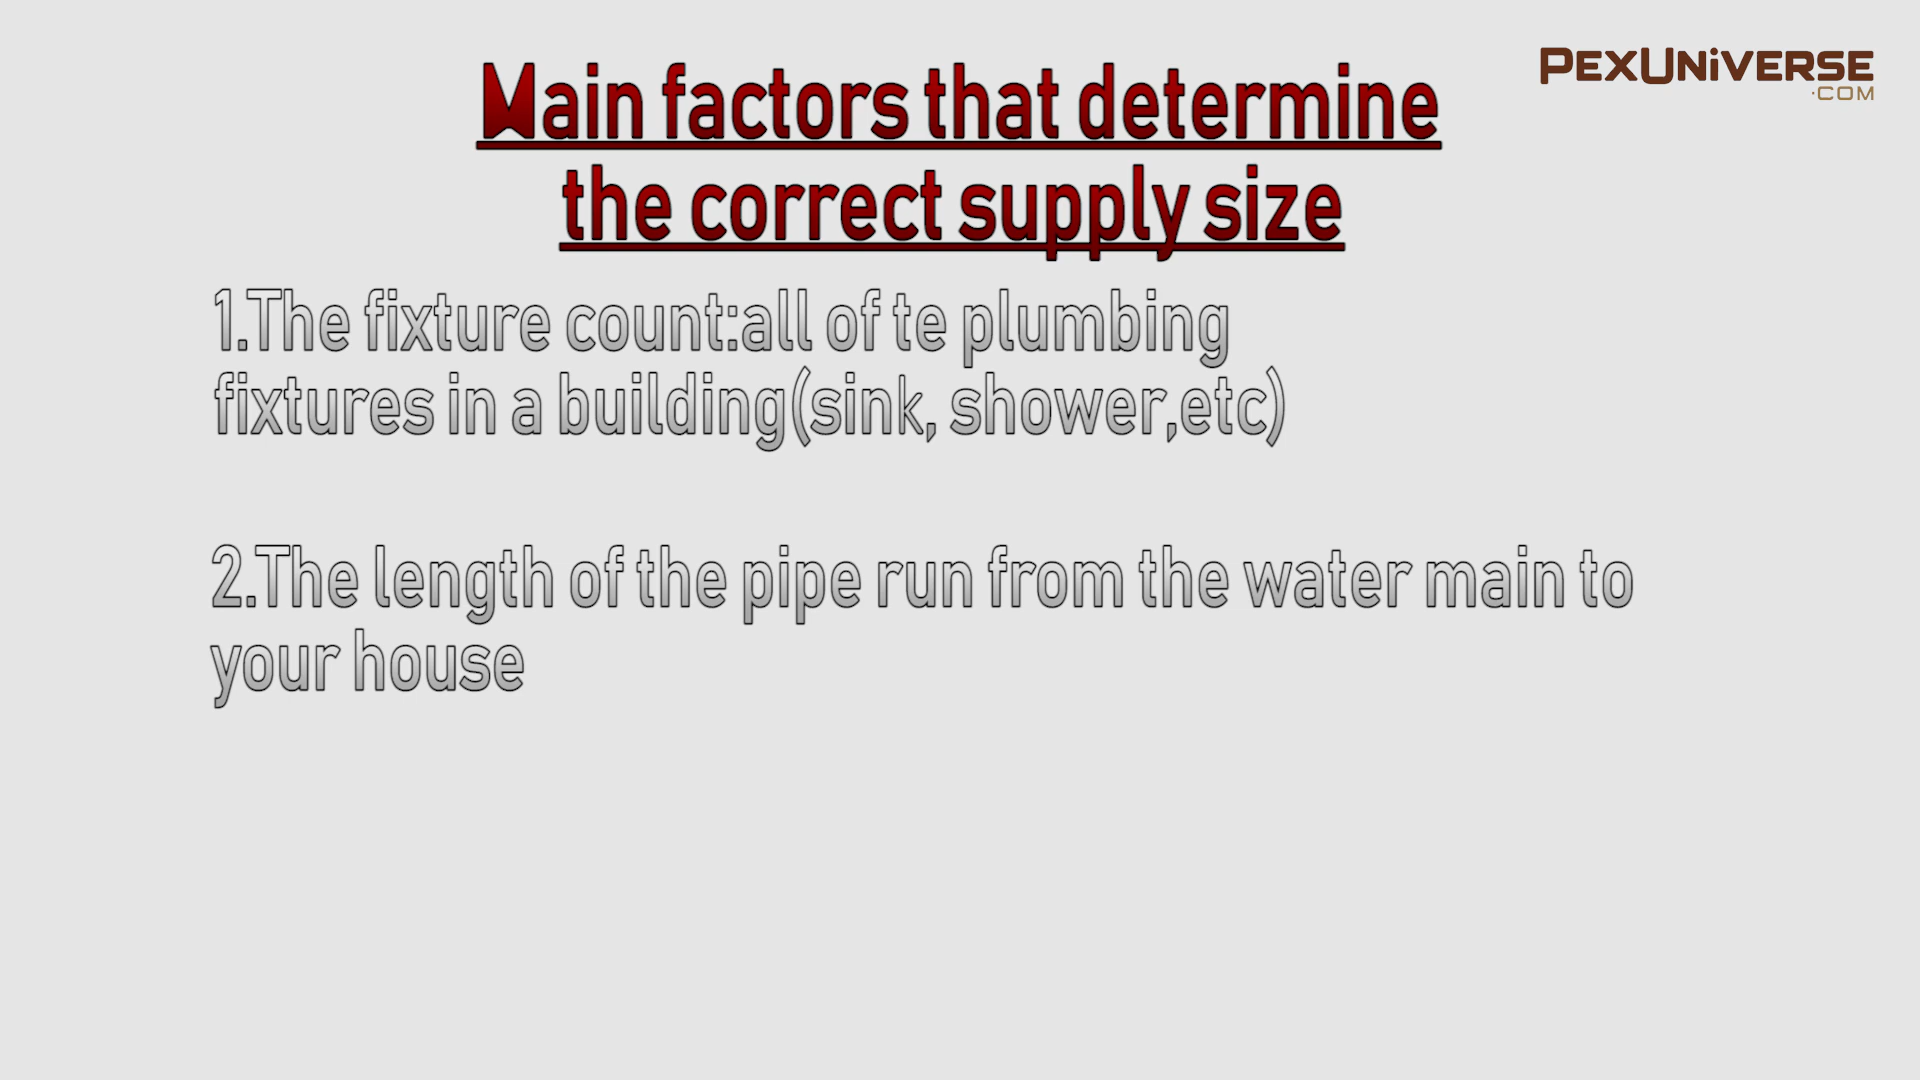 Main factors that determine
the correct supply size
PEXUNiVERSE
.COM
1.The fixture count:all of te plumbing
fixtures in a building(sink, shower,etc)
2.The length of the pipe run from the water main to
your house